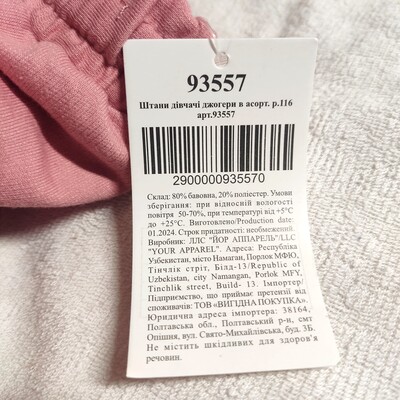 93557
Штани дівчачі джогери в асорт. р.116
арт.93557
2900000935570
Склад: 80% бавовна, 20% поліестер. Умови
зберігання: при відносній вологості
повітря 50-70%, при температурі від +5°С
до +25°С. Виготовлено/Production date:
01.2024. Строк придатності: необмежений.
Виробник: ЛЛС "ЙОР АППАРЕЛЬ"/LLC
"YOUR APPAREL". Адреса: Республіка
Узбекистан, місто Наманган, Порлок МФЮ,
Тінчлік стріт, Білд-13/Republic of
Uzbekistan, city Namangan, Porlok MFY,
Tinchlik street, Build- 13. Імпортер/
Підприємство, що приймає претензії від
споживачів: ТОВ «ВИГІДНА ПОКУПКА».
Юридична адреса імпортера: 38164,
Полтавська обл., Полтавський р-н, смт
Опішня, вул. Свято-Михайлівська, буд. 3Б.
Не містить шкідливих для здоров'я
речовин.